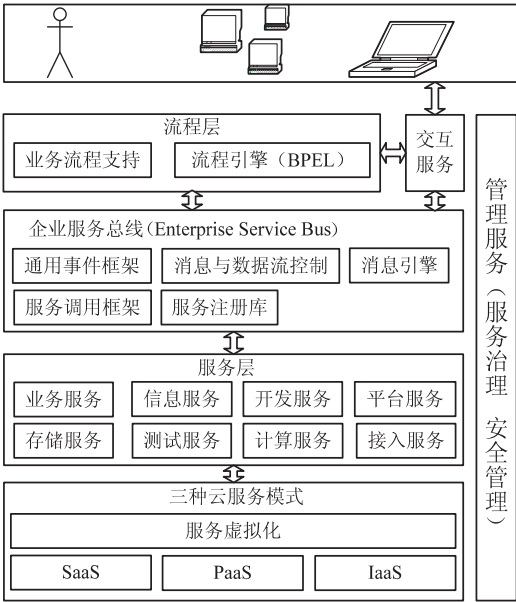 流程层
业务流程支持
流程引擎（BPEL）
交互
服务
企业服务总线(Enterprise Service Bus)
通用事件框架
消息与数据流控制
消息引擎
服务调用框架
服务注册库
服务层
业务服务
信息服务
开发服务
平台服务
存储服务
测试服务
计算服务
接入服务
三种云服务模式
服务虚拟化
SaaS
PaaS
IaaS
管理服务（服务治理 安全管理）